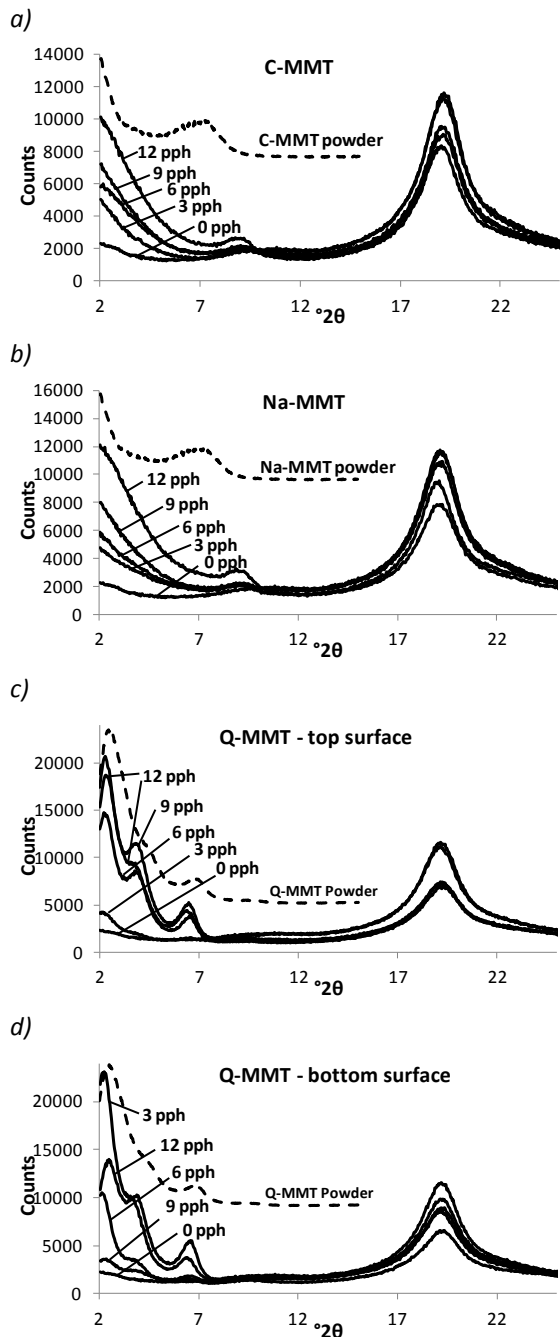 a)
C-MMT
14000
12000
10000
8000
6000
4000
2000
0
Counts
C-MMT powder
12 pph
9 pph
6 pph
3 pph
0 pph
2 7 12 17 22
°2θ
b)
Na-MMT
16000
14000
12000
10000
8000
6000
4000
2000
0
Counts
Na-MMT powder
12 pph
9 pph
6 pph
3 pph
0 pph
2 7 12 17 22
°2θ
c)
Q-MMT - top surface
20000
15000
10000
5000
0
Counts
12 pph
9 pph
6 pph
3 pph
0 pph
Q-MMT Powder
2 7 12 17 22
°2θ
d)
Q-MMT - bottom surface
20000
15000
10000
5000
0
Counts
3 pph
12 pph
6 pph
9 pph
0 pph
Q-MMT Powder
2 7 12 17 22
°2θ